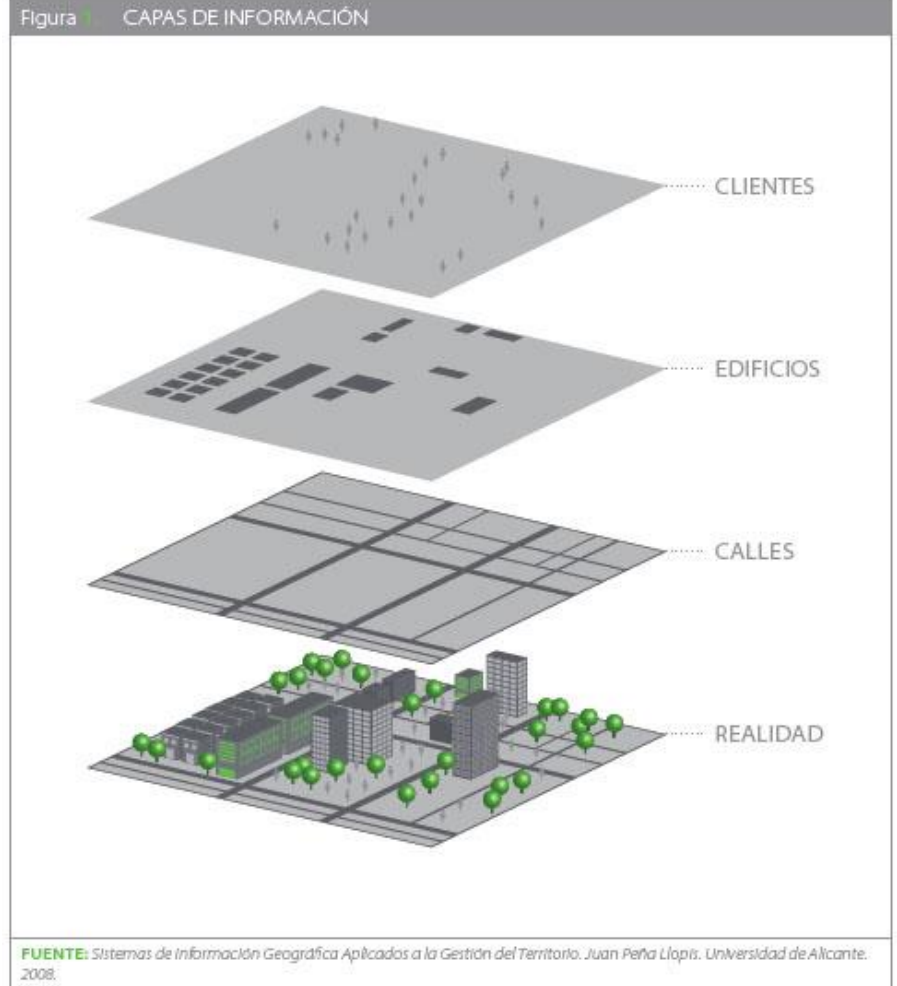 Figura 1. CAPAS DE INFORMACIÓN
CLIENTES
EDIFICIOS
CALLES
REALIDAD
FUENTE: Sistemas de Información Geográfica Aplicados a la Gestión del Territorio. Juan Peña Llopis. Universidad de Alicante.
2008.